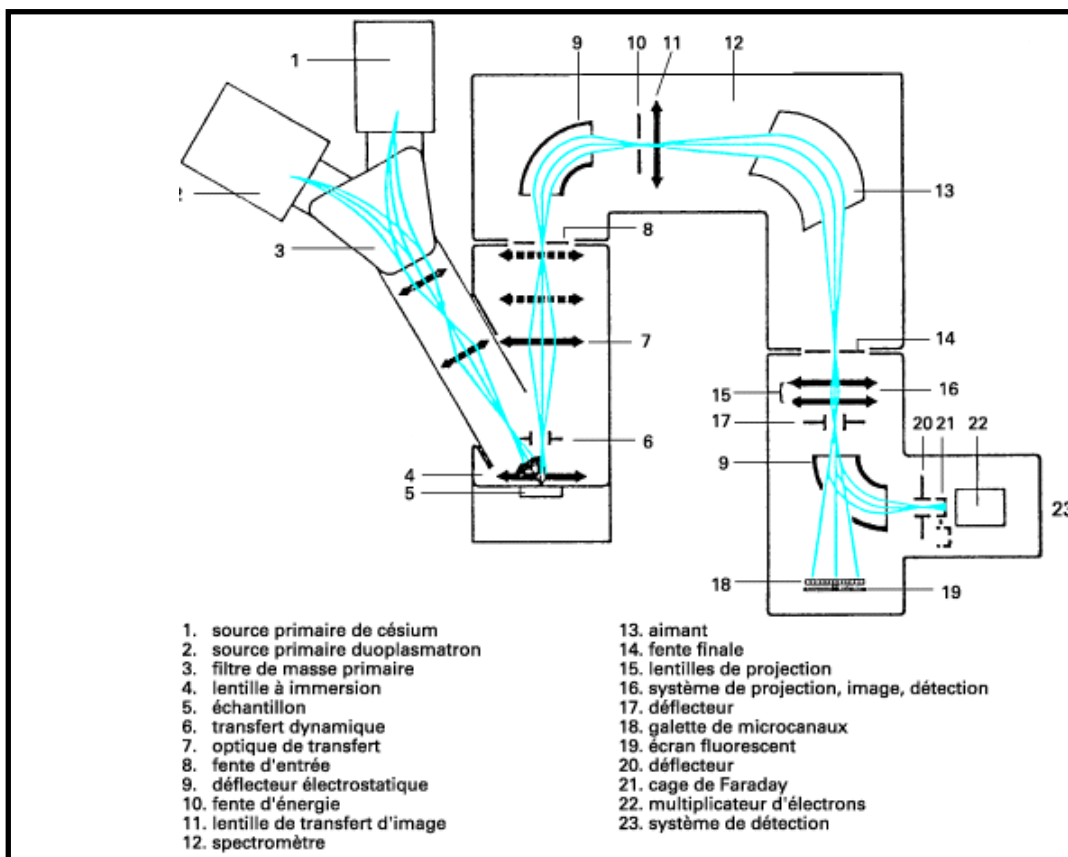 9 10 11 12
1
2
13
8
3
7
14
15 16
17 20 21 22
6
4
9
5
23
18 19
1. source primaire de césium
2. source primaire duoplasmatron
3. filtre de masse primaire
4. lentille à immersion
5. échantillon
6. transfert dynamique
7. optique de transfert
8. fente d'entrée
9. déflecteur électrostatique
10. fente d'énergie
11. lentille de transfert d'image
12. spectromètre
13. aimant
14. fente finale
15. lentilles de projection
16. système de projection, image, détection
17. déflecteur
18. galette de microcanaux
19. écran fluorescent
20. déflecteur
21. cage de Faraday
22. multiplicateur d'électrons
23. système de détection